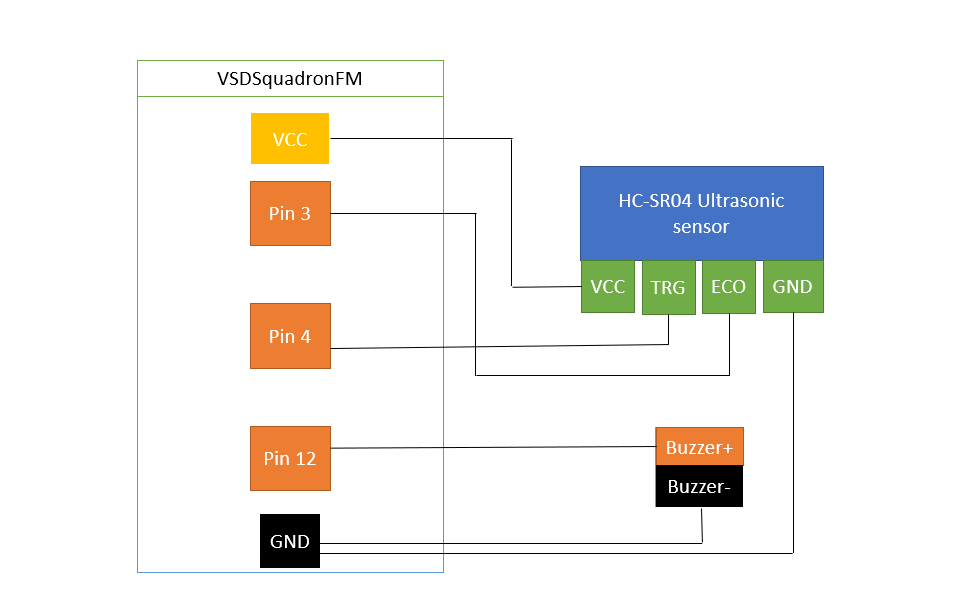 VSDSquadronFM
VCC
Pin 3
HC-SR04 Ultrasonic
sensor
VCC TRG ECO GND
Pin 4
Pin 12
Buzzer+
Buzzer-
GND